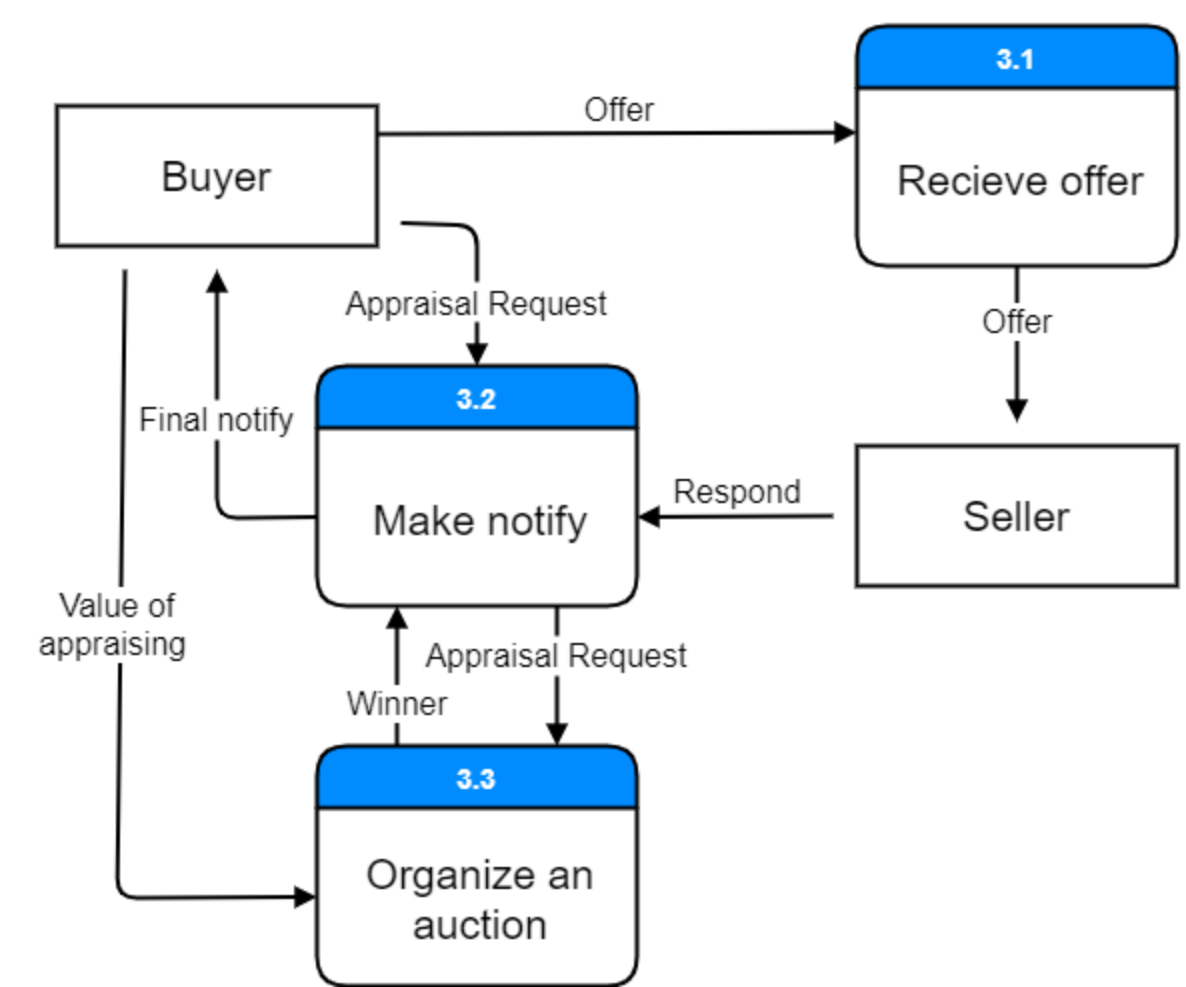 3.1
Offer
Buyer
Recieve offer
Appraisal Request
Offer
3.2
Final notify
Respond
Make notify
Seller
Value of
appraising
Appraisal Request
Winner
3.3
Organize an
auction